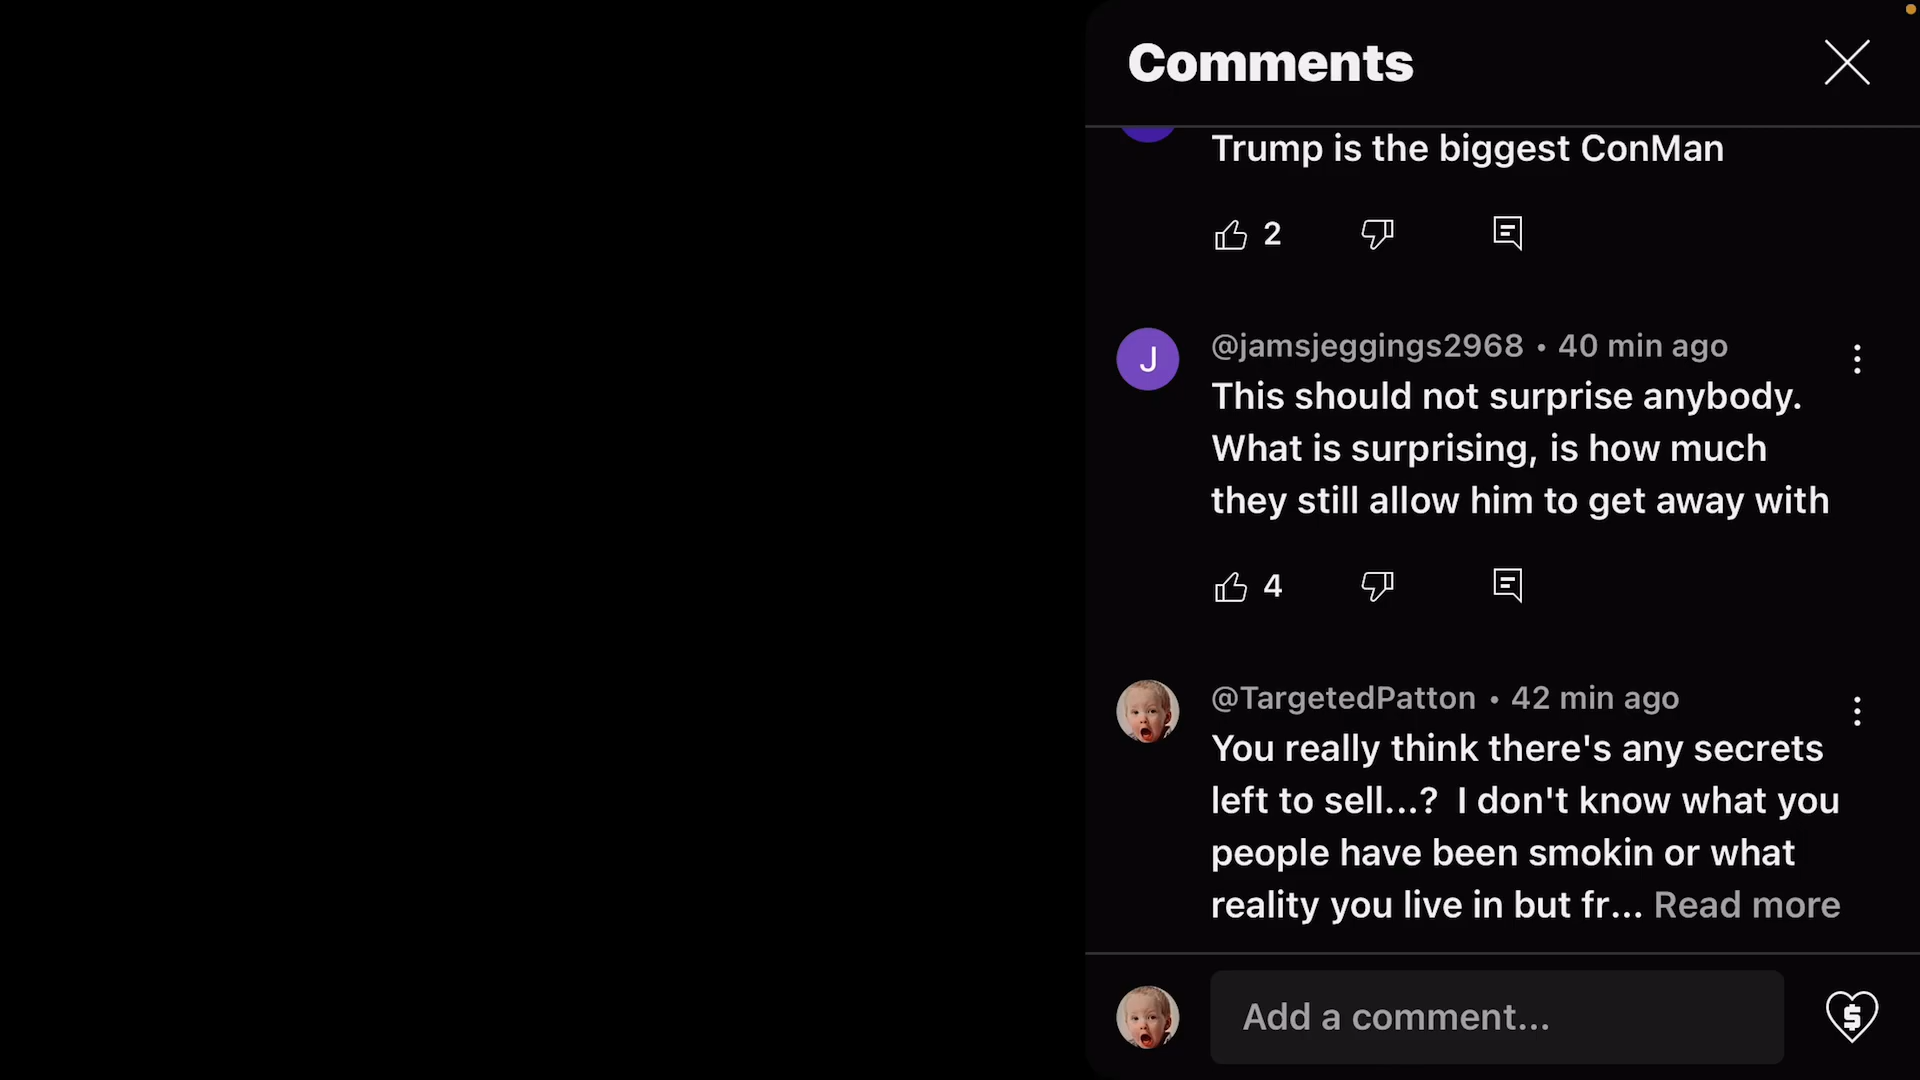 Comments
Trump is the biggest ConMan
2
J
@jamsjeggings2968 • 40 min ago
This should not surprise anybody.
What is surprising, is how much
they still allow him to get away with
4
@TargetedPatton • 42 min ago
You really think there's any secrets
left to sell...?  I don't know what you
people have been smokin or what
reality you live in but fr... Read more
Add a comment...
$